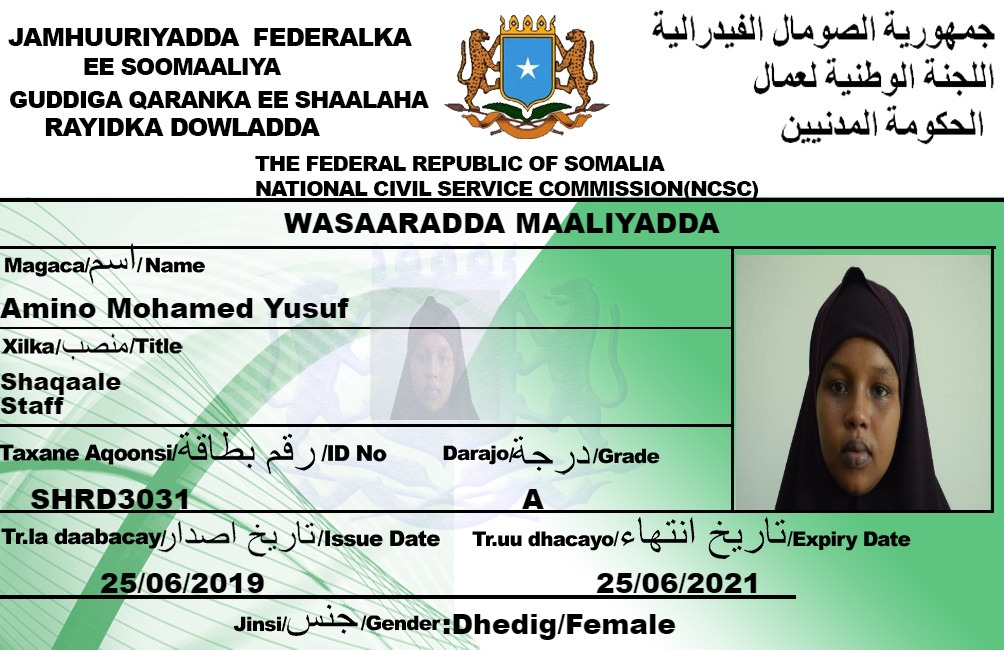 JAMHUURIYADDA FEDERALKA
EE SOOMAALIYA
GUDDIGA QARANKA EE SHAALAHA
RAYIDKA DOWLADDA
جمهورية الصومال الفيدرالية
اللجنة الوطنية لعمال
الحكومة المدنيين
THE FEDERAL REPUBLIC OF SOMALIA
NATIONAL CIVIL SERVICE COMMISSION(NCSC)
WASAARADDA MAALIYADDA
Magaca/اسم/Name
Amino Mohamed Yusuf
Xilka/منصب/Title
Shaqaale
Staff
Taxane Aqoonsi/رقم بطاقة/ID No
Darajo/درجة/Grade
SHRD3031
A
Tr.la daabacay/تاريخ اصدار/Issue Date
Tr.uu dhacayo/تاريخ انتهاء/Expiry Date
25/06/2019
25/06/2021
Jinsi/جنس/Gender:Dhedig/Female